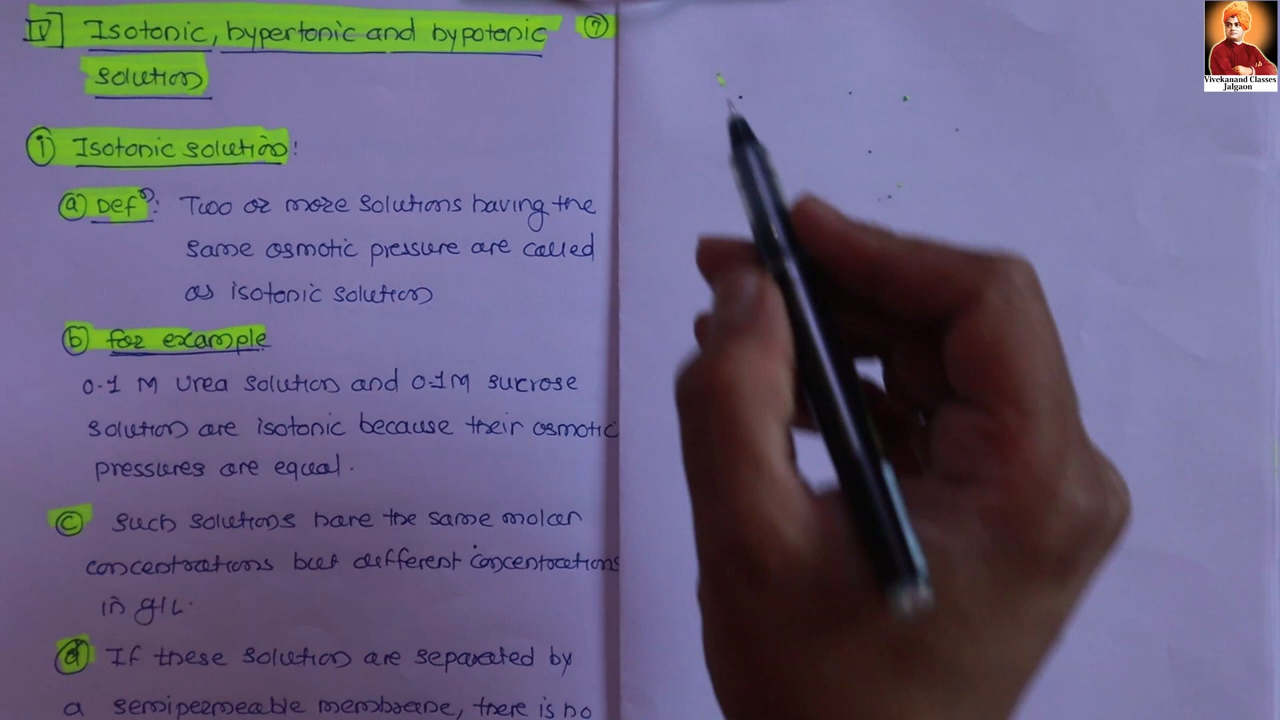 IV] Isotonic, hypertonic and hypotonic 7
solution
i Isotonic solution:
a Defn: Two or more solutions having the
same osmotic pressure are called
as isotonic solution
b for example
0.1 M urea solution and 0.1M sucrose
solution are isotonic because their osmotic
pressures are equal.
c such solutions have the same molar
concentrations but different concentrations
in g/L.
d If these solution are separated by
a semipermeable membrane, there is no
Vivekanand Classes
Jalgaon